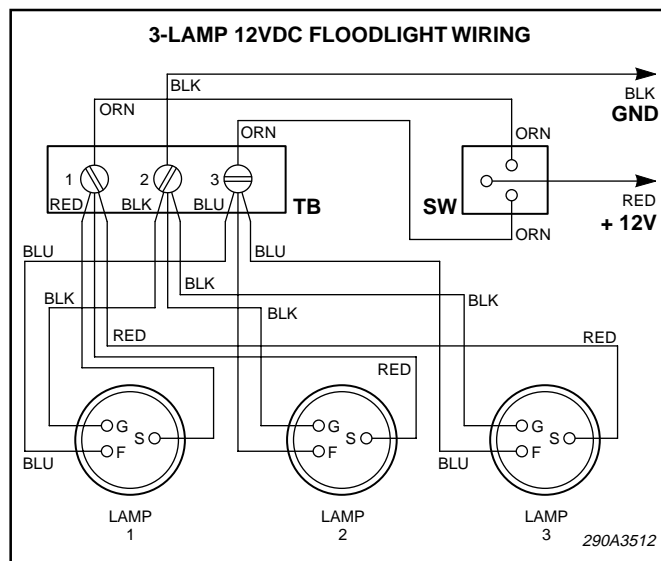 3-LAMP 12VDC FLOODLIGHT WIRING
BLK
BLK
GND
ORN
ORN
ORN
1
2
3
TB
SW
RED
BLK
BLU
RED
+ 12V
ORN
BLU
BLU
BLK
BLK
BLK
BLK
RED
RED
RED
G
S
F
G
S
F
G
S
F
BLU
BLU
LAMP
1
LAMP
2
LAMP
3
290A3512